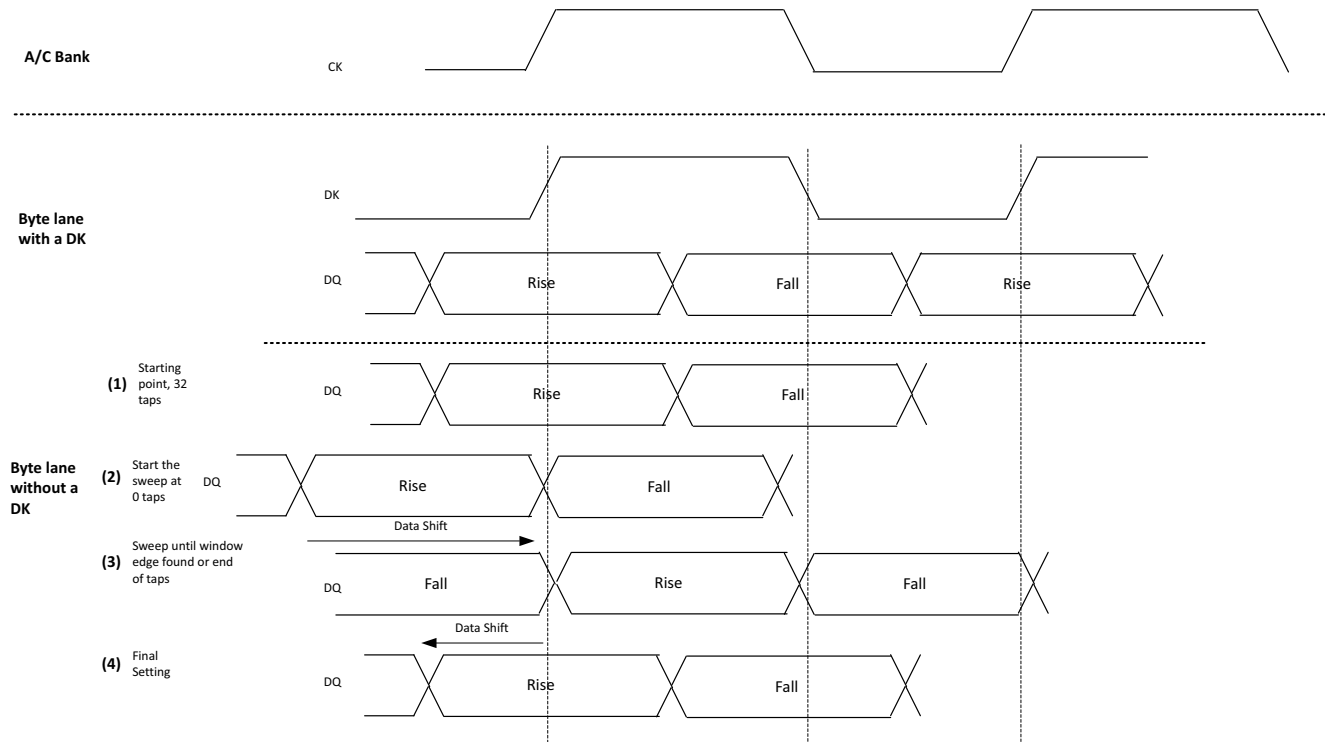 A/C Bank
CK
Byte lane
with a DK
DK
DQ
Rise
Fall
Rise
(1)
Starting
point, 32
taps
DQ
Rise
Fall
Byte lane
without a
DK
(2)
Start the
sweep at
0 taps
DQ
Rise
Fall
Data Shift
(3)
Sweep until window
edge found or end
of taps
DQ
Fall
Rise
Fall
Data Shift
(4)
Final
Setting
DQ
Rise
Fall